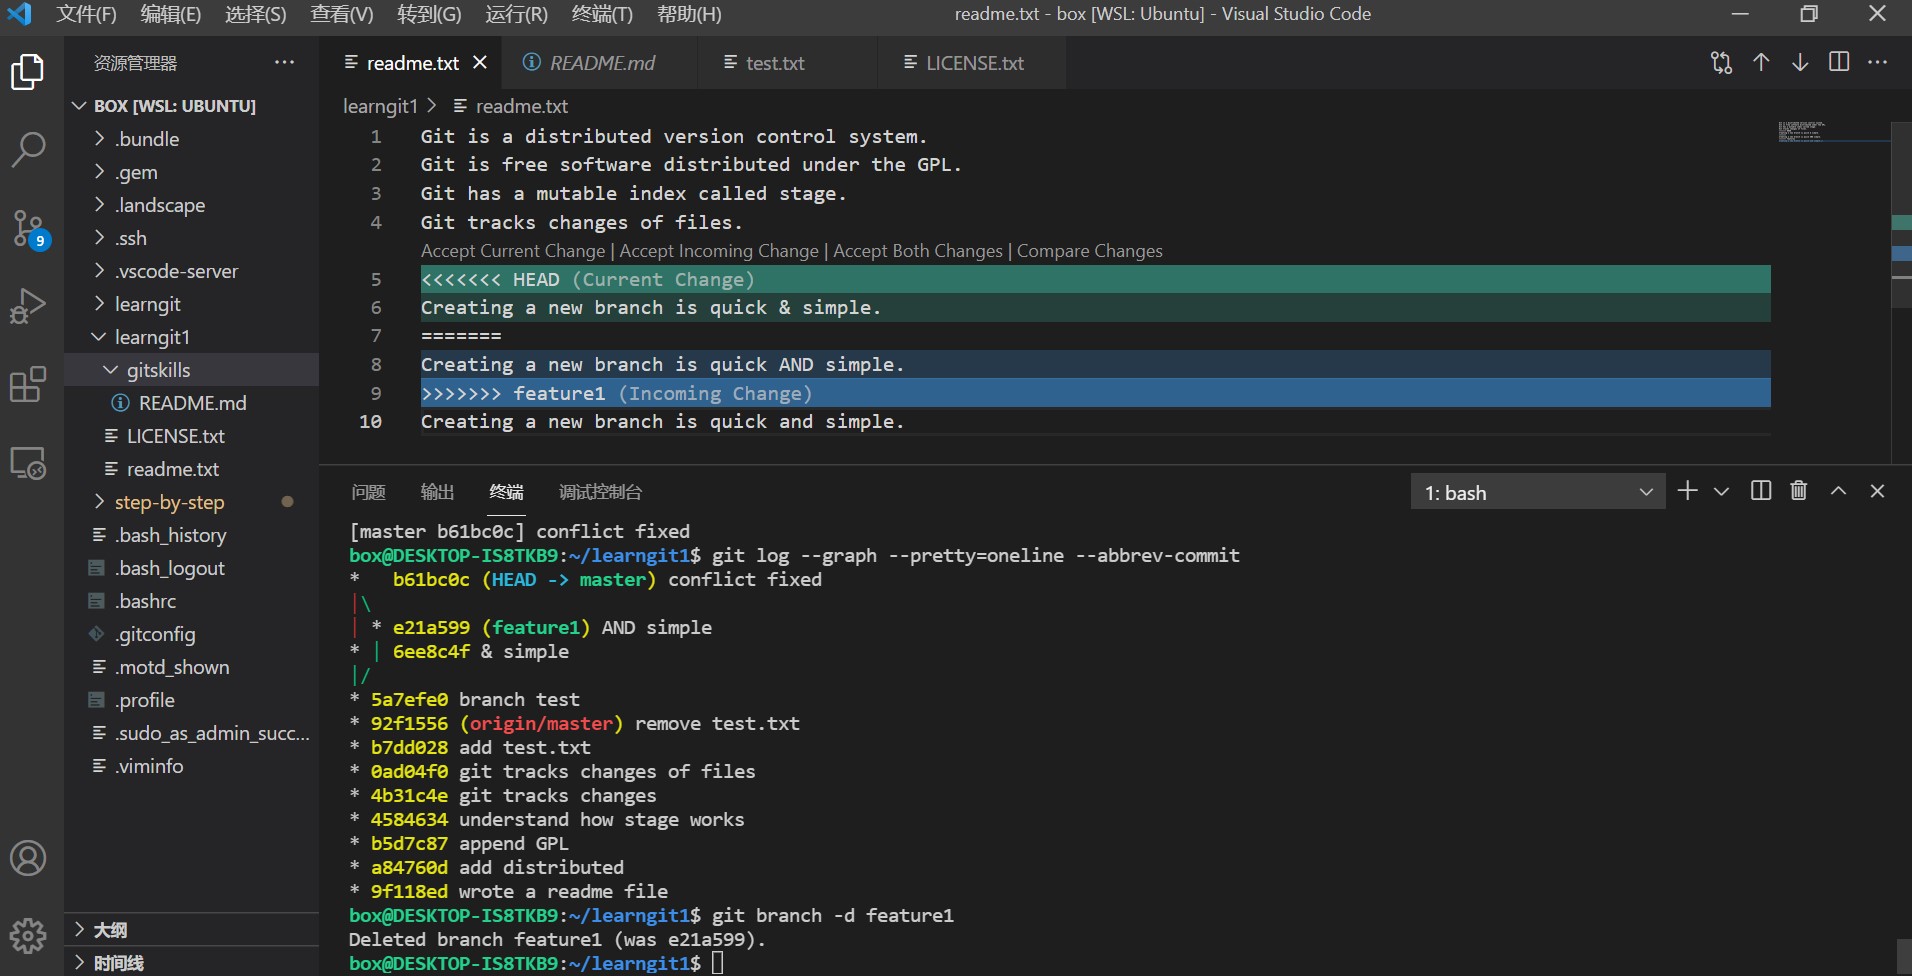 文件(F) 编辑(E) 选择(S) 查看(V) 转到(G) 运行(R) 终端(T) 帮助(H) readme.txt - box [WSL: Ubuntu] - Visual Studio Code
资源管理器 ···
BOX [WSL: UBUNTU]
.bundle
.gem
.landscape
.ssh
.vscode-server
learngit
learngit1
gitskills
README.md
LICENSE.txt
readme.txt
step-by-step
.bash_history
.bash_logout
.bashrc
.gitconfig
.motd_shown
.profile
.sudo_as_admin_succ...
.viminfo
大纲
时间线
9
readme.txt README.md test.txt LICENSE.txt
learngit1 > readme.txt
1 Git is a distributed version control system.
2 Git is free software distributed under the GPL.
3 Git has a mutable index called stage.
4 Git tracks changes of files.
Accept Current Change | Accept Incoming Change | Accept Both Changes | Compare Changes
5 <<<<<<< HEAD (Current Change)
6 Creating a new branch is quick & simple.
7 =======
8 Creating a new branch is quick AND simple.
9 >>>>>>> feature1 (Incoming Change)
10 Creating a new branch is quick and simple.
问题 输出 终端 调试控制台 1: bash
[master b61bc0c] conflict fixed
box@DESKTOP-IS8TKB9:~/learngit1$ git log --graph --pretty=oneline --abbrev-commit
*   b61bc0c (HEAD -> master) conflict fixed
|\
| * e21a599 (feature1) AND simple
* | 6ee8c4f & simple
|/
* 5a7efe0 branch test
* 92f1556 (origin/master) remove test.txt
* b7dd028 add test.txt
* 0ad04f0 git tracks changes of files
* 4b31c4e git tracks changes
* 4584634 understand how stage works
* b5d7c87 append GPL
* a84760d add distributed
* 9f118ed wrote a readme file
box@DESKTOP-IS8TKB9:~/learngit1$ git branch -d feature1
Deleted branch feature1 (was e21a599).
box@DESKTOP-IS8TKB9:~/learngit1$